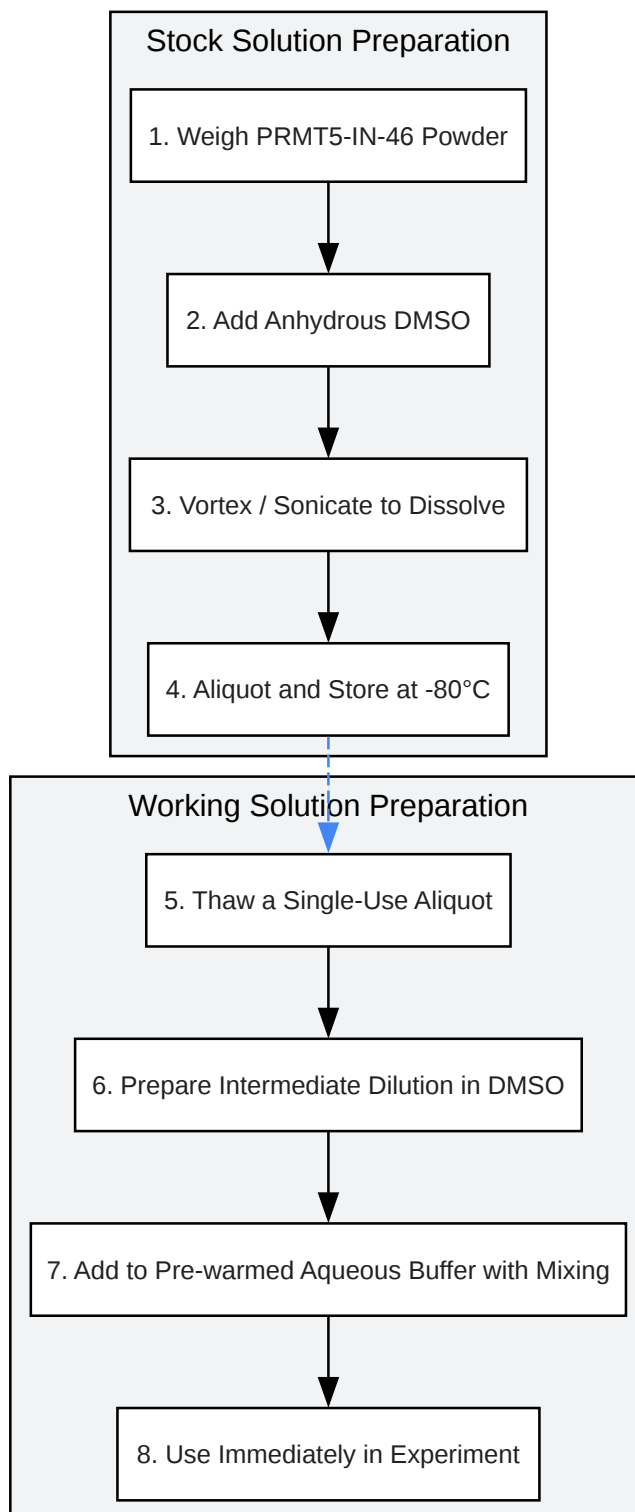 Stock Solution Preparation
1. Weigh PRMT5-IN-46 Powder
2. Add Anhydrous DMSO
3. Vortex / Sonicate to Dissolve
4. Aliquot and Store at -80°C
Working Solution Preparation
5. Thaw a Single-Use Aliquot
6. Prepare Intermediate Dilution in DMSO
7. Add to Pre-warmed Aqueous Buffer with Mixing
8. Use Immediately in Experiment